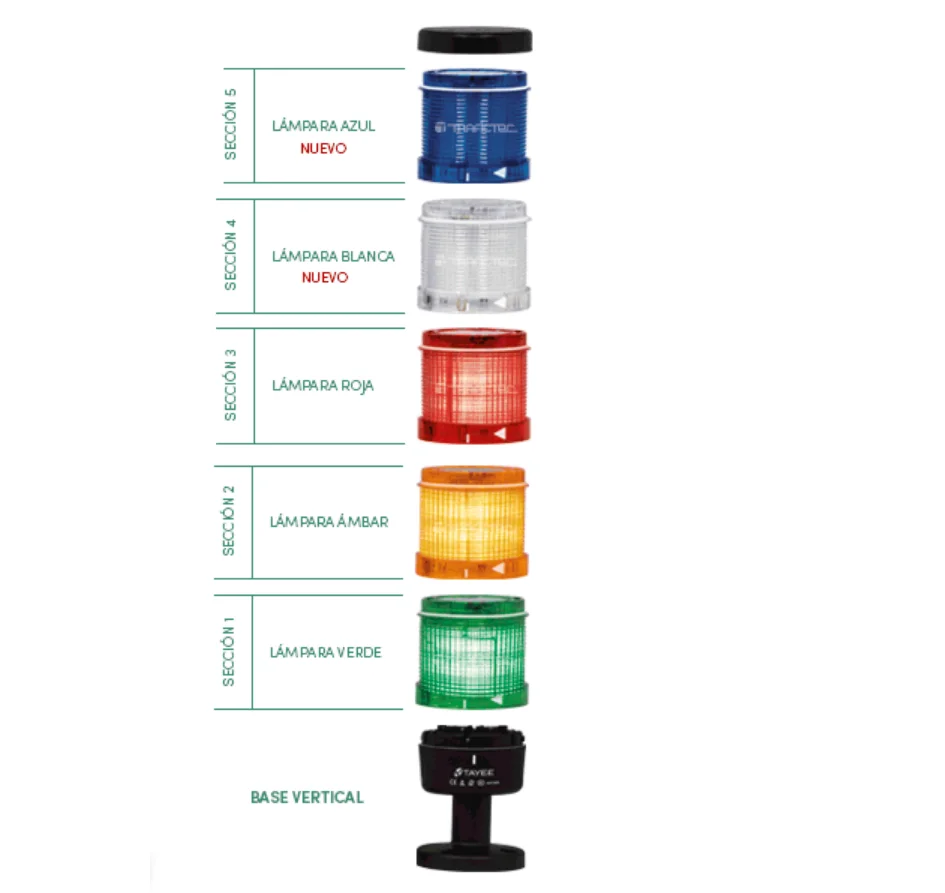 SECCIÓN 5
LÁMPARA AZUL
NUEVO
SECCIÓN 4
LÁMPARA BLANCA
NUEVO
SECCIÓN 3
LÁMPARA ROJA
SECCIÓN 2
LÁMPARA ÁMBAR
SECCIÓN 1
LÁMPARA VERDE
TAYEE
BASE VERTICAL